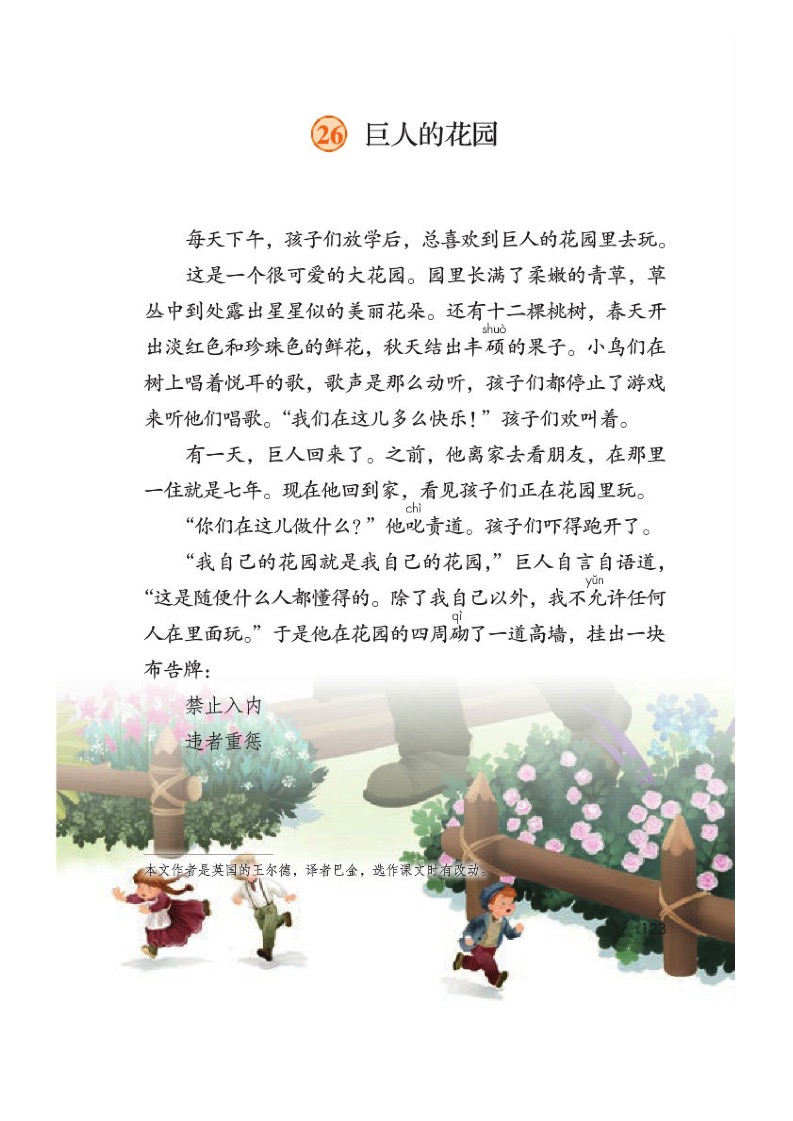 26 巨人的花园
每天下午，孩子们放学后，总喜欢到巨人的花园里去玩。
这是一个很可爱的大花园。园里长满了柔嫩的青草，草
丛中到处露出星星似的美丽花朵。还有十二棵桃树，春天开
shuò
出淡红色和珍珠色的鲜花，秋天结出丰硕的果子。小鸟们在
树上唱着悦耳的歌，歌声是那么动听，孩子们都停止了游戏
来听他们唱歌。“我们在这儿多么快乐！”孩子们欢叫着。
有一天，巨人回来了。之前，他离家去看朋友，在那里
一住就是七年。现在他回到家，看见孩子们正在花园里玩。
chì
“你们在这儿做什么？”他叱责道。孩子们吓得跑开了。
“我自己的花园就是我自己的花园，”巨人自言自语道，
yǔn
“这是随便什么人都懂得的。除了我自己以外，我不允许任何
qì
人在里面玩。”于是他在花园的四周砌了一道高墙，挂出一块
布告牌：
禁止入内
违者重惩
本文作者是英国的王尔德，译者巴金，选作课文时有改动。
123